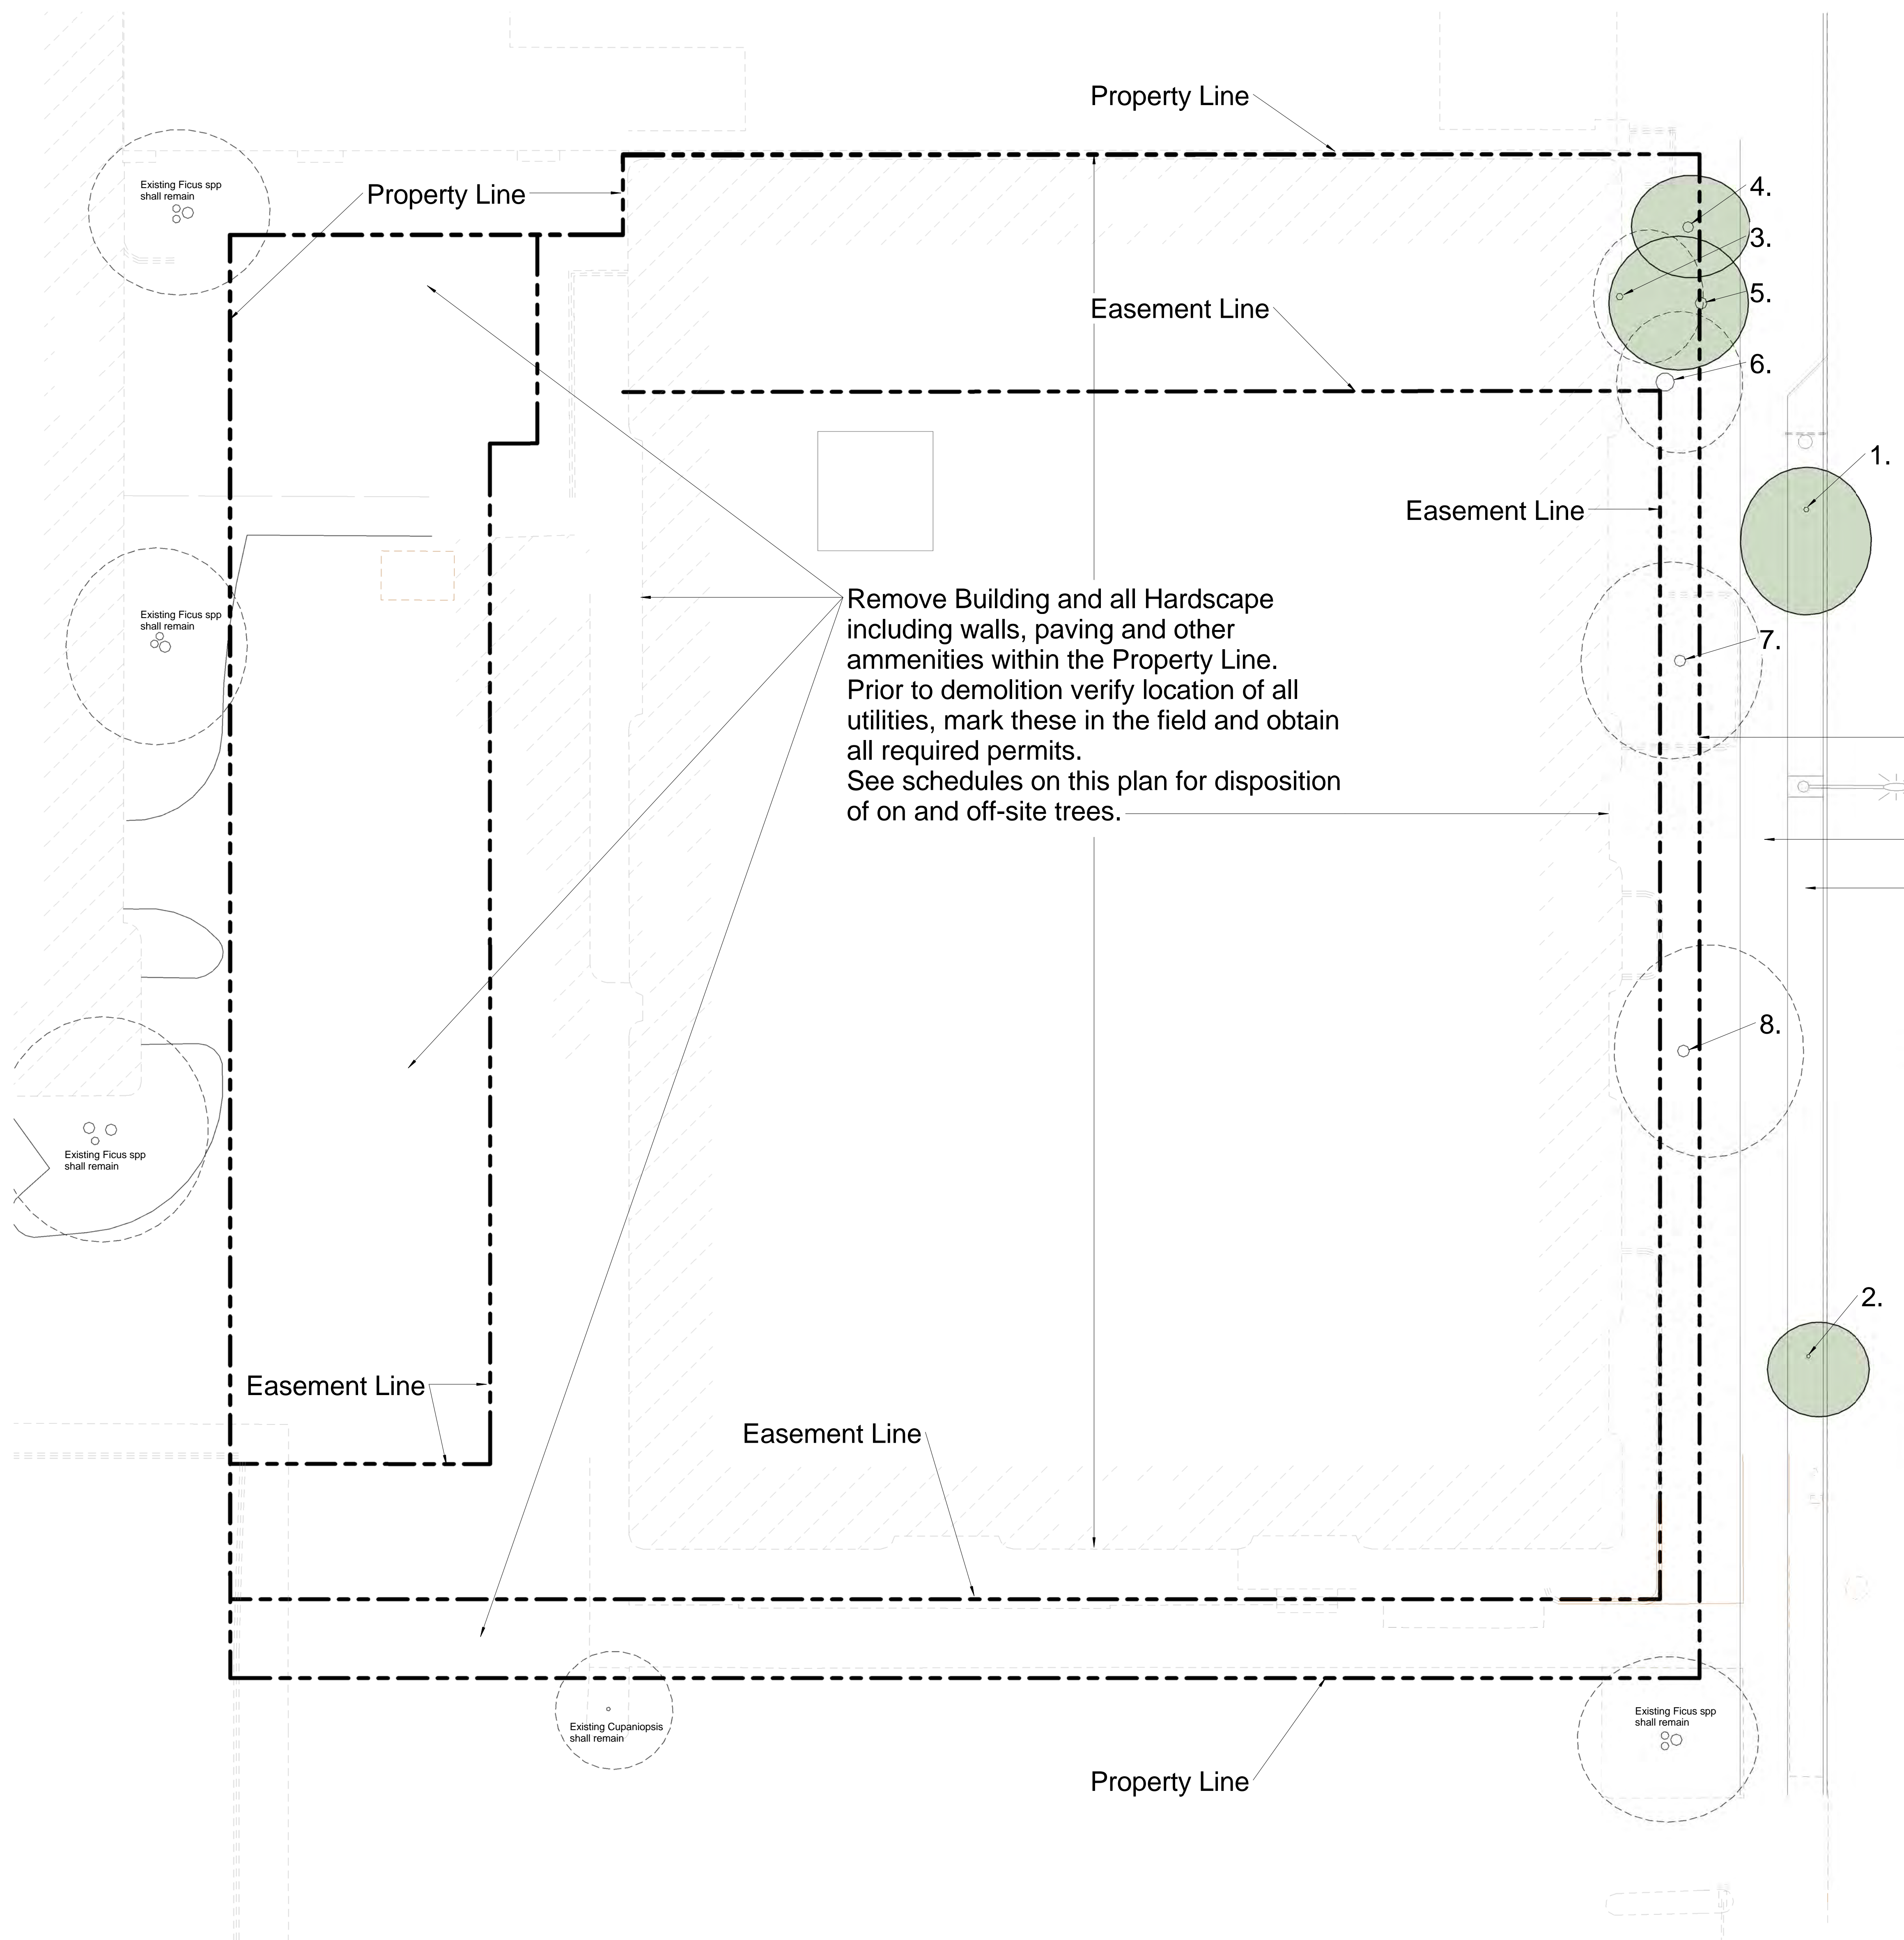 Property Line
Existing Ficus spp
shall remain
Property Line
4.
3.
5.
Easement Line
6.
1.
Easement Line
Remove Building and all Hardscape
including walls, paving and other
ammenities within the Property Line.
Prior to demolition verify location of all
utilities, mark these in the field and obtain
all required permits.
See schedules on this plan for disposition
of on and off-site trees.
Existing Ficus spp
shall remain
7.
8.
Existing Ficus spp
shall remain
2.
Easement Line
Easement Line
Existing Cupaniopsis
shall remain
Existing Ficus spp
shall remain
Property Line